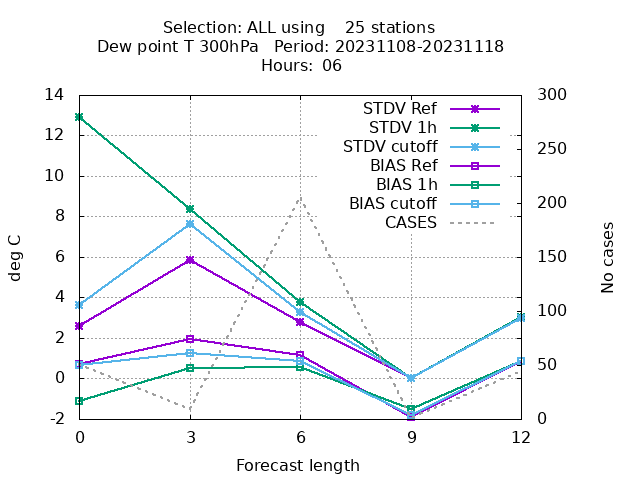 Selection: ALL using 25 stations
Dew point T 300hPa Period: 20231108-20231118
Hours: 06
14
12
10
8
6
4
2
0
-2
deg C
300
250
200
150
100
50
0
No cases
STDV Ref
STDV 1h
STDV cutoff
BIAS Ref
BIAS 1h
BIAS cutoff
CASES
0 3 6 9 12
Forecast length